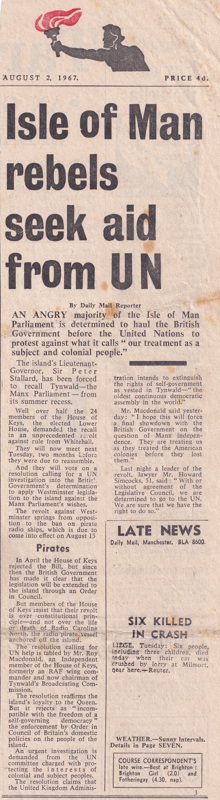 AUGUST 2, 1967. PRICE 4d.
Isle of Man
rebels
seek aid
from UN
By Daily Mail Reporter
AN ANGRY majority of the Isle of Man
Parliament is determined to haul the British
Government before the United Nations to
protest against what it calls " our treatment as a
subject and colonial people."
The island's Lieutenant-
Governor, Sir Peter
Stallard, has been forced
to recall Tynwald—the
Manx Parliament — from
its summer recess.
Well over half the 24
members of the House of
Keys, the elected Lower
House, demanded the recall
in an unprecedented revolt
against rule from Whitehall.
They will now meet next
Tuesday, two months before
they were due to reassemble.
And they will vote on a
resolution calling for a UN
investigation into the British
Government's determination
to apply Westminster legisla-
tion to the island against the
Manx Parliament's wishes.
The revolt against West-
minster springs from oppo-
sition to the ban on pirate
radio ships, which is due to
come into effect on August 15
Pirates
In April the House of Keys
rejected the Bill, but since
then the British Government
has made it clear that the
legislation will be extended to
the island through an Order
in Council.
But members of the House
of Keys insist that their revolt
is over constitutional prin-
ciple—and not over the life
or death of Radio Caroline
North, the radio pirate vessel
anchored off the island.
The resolution calling for
UN help is tabled by Mr. Roy
Macdonald, an Independent
member of the House of Keys,
formerly an RAF wing com-
mander and now chairman of
Tynwald's Broadcasting Com-
mission.
The resolution reaffirms the
island's loyalty to the Queen.
But it rejects as " incom-
patible with the freedom of a
self-governing democracy "
the enforcement by Order in
Council of Britain's domestic
policies on the people of the
island.
An urgent investigation is
demanded from the UN
committee charged with pro-
tecting the interests of
colonial and subject peoples.
The resolution claims that
the United Kingdom Adminis-
tration intends to extinguish
the rights of self-government
as vested in Tynwald—" the
oldest continuous democratic
assembly in the world."
Mr. Macdonald said yester-
day: " I hope this will force
a final showdown with the
British Government on the
question of Manx independ-
ence. They are treating us
as they treated the American
colonies before they lost
them."
Last night a leader of the
revolt, lawyer Mr. Howard
Simcocks, 51, said: " With or
without agreement of the
Legislative Council, we are
determined to go to the UN.
We are sure that we have the
right to do so."
LATE NEWS
Daily Mail, Manchester. BLA 8600.
SIX KILLED
IN CRASH
LIEGE, Tuesday: Six people,
including three children, died
today when their car was
crushed by lorry at Milmort,
near here.—Reuter.
WEATHER.—Sunny Intervals.
Details in Page SEVEN.
COURSE CORRESPONDENT'S
late wire.—Best at Brighton:
Brighton Girl (2.0) and
Fotheringay (4.30, nap).